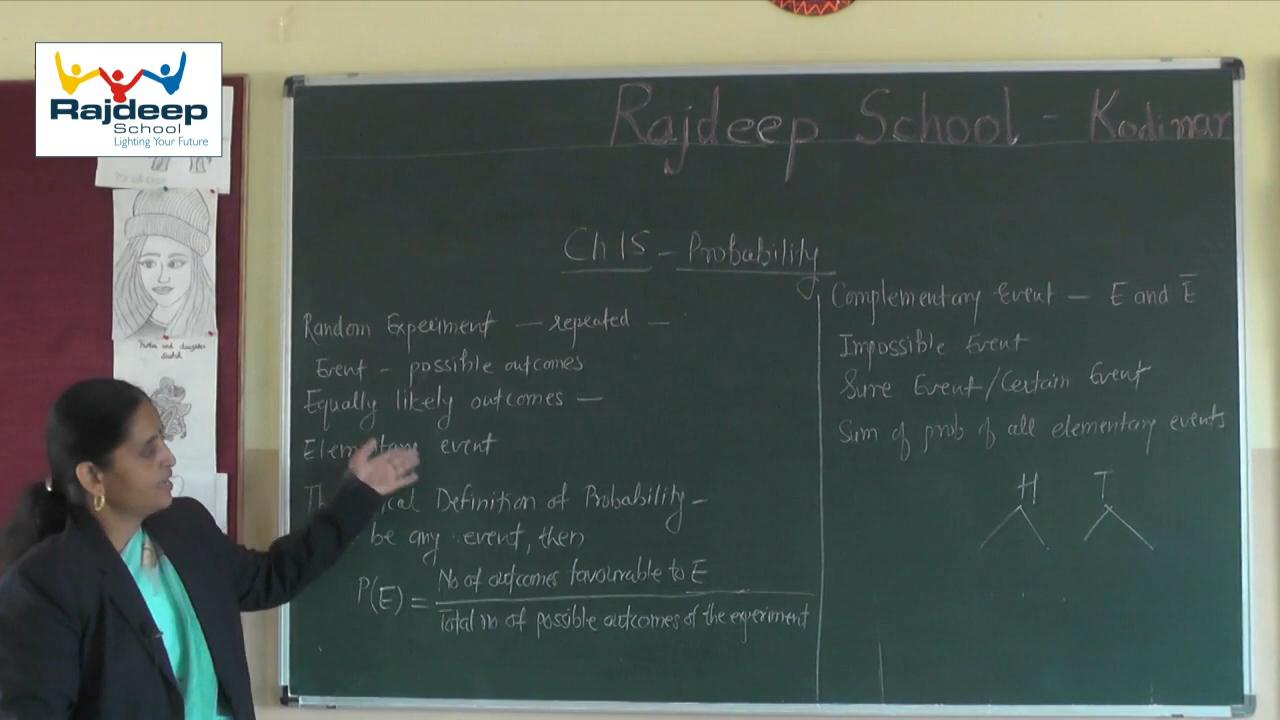 Rajdeep
School
Lighting Your Future
Rajdeep School - Kodinar
Ch 15 - Probability
Random Experiment - repeated -
Event - possible outcomes
Equally likely outcomes -
Elementary event
Definition of Probability -
be any event, then
P(E) = No of outcomes favourable to E
Total no of possible outcomes of the experiment
Complementary Event - E and E̅
Impossible Event
Sure Event/Certain Event
Sum of prob of all elementary events
H T